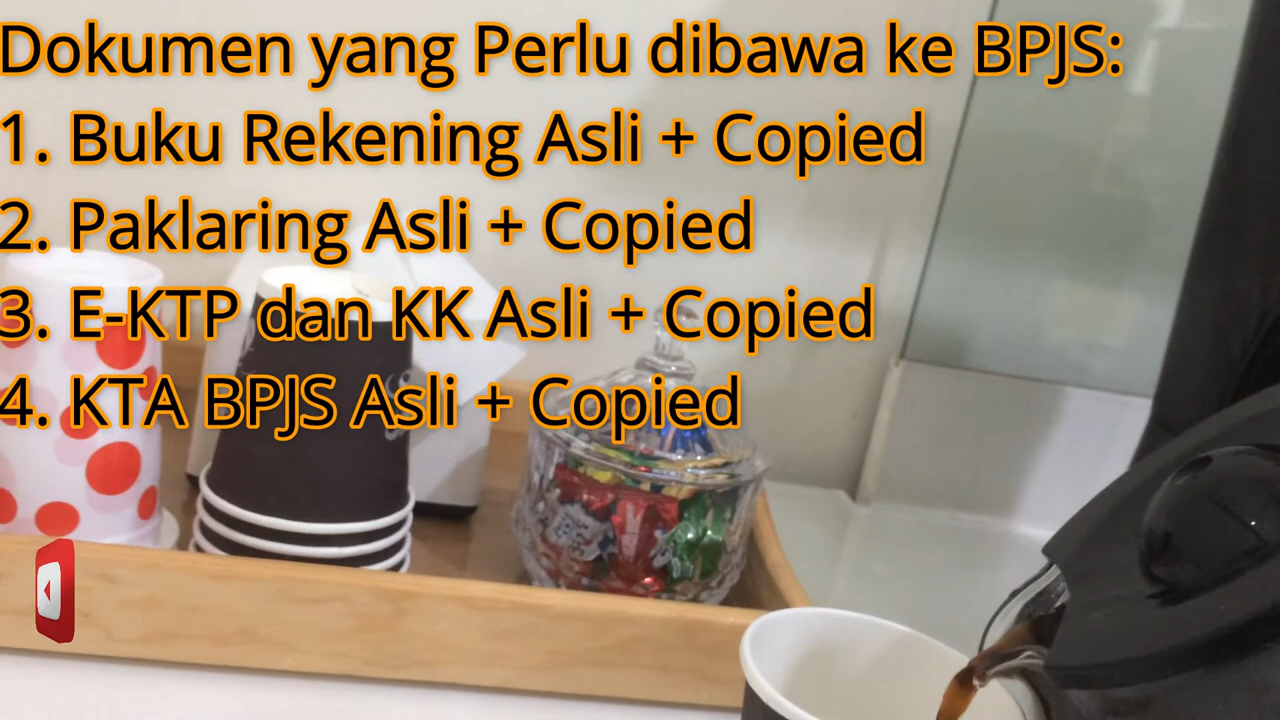 Dokumen yang Perlu dibawa ke BPJS:
1. Buku Rekening Asli + Copied
2. Paklaring Asli + Copied
3. E-KTP dan KK Asli + Copied
4. KTA BPJS Asli + Copied